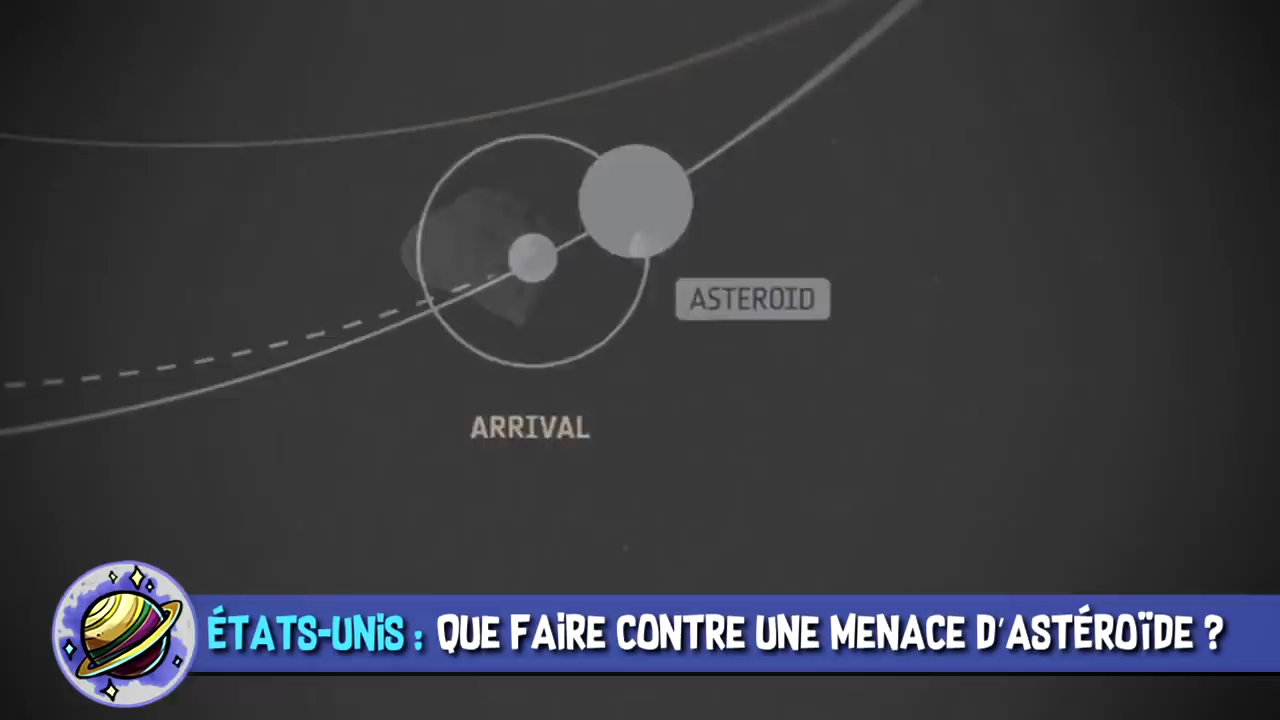 ASTEROID
ARRIVAL
ÉTATS-UNIS : QUE FAIRE CONTRE UNE MENACE D'ASTÉROÏDE ?